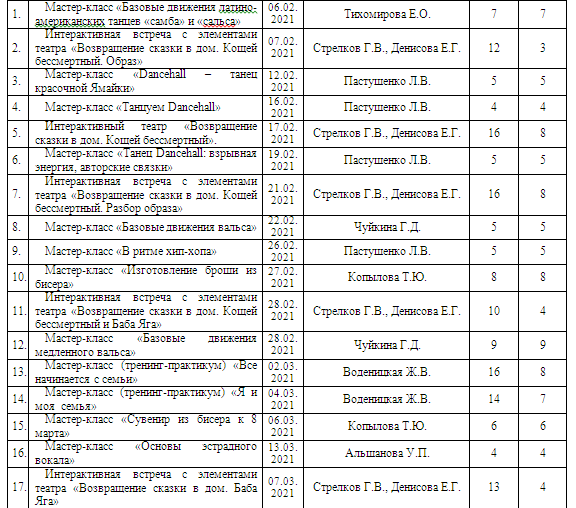 1. Мастер-класс «Базовые движения латино- 06.02. Тихомирова Е.О. 7 7
американских танцев «самба» и «сальса» 2021
2. Интерактивная встреча с элементами 07.02. Стрелков Г.В., Денисова Е.Г. 12 3
театра «Возвращение сказки в дом. Кощей 2021
бессмертный. Образ»
3. Мастер-класс «Dancehall – танец 12.02. Пастушенко Л.В. 5 5
красочной Ямайки» 2021
4. Мастер-класс «Танцуем Dancehall» 16.02. Пастушенко Л.В. 4 4
2021
5. Интерактивный театр «Возвращение 17.02. Стрелков Г.В., Денисова Е.Г. 16 8
сказки в дом. Кощей бессмертный». 2021
6. Мастер-класс «Танец Dancehall: взрывная 19.02. Пастушенко Л.В. 5 5
энергия, авторские связки» 2021
7. Интерактивная встреча с элементами 21.02. Стрелков Г.В., Денисова Е.Г. 16 8
театра «Возвращение сказки в дом. Кощей 2021
бессмертный. Разбор образа»
8. Мастер-класс «Базовые движения вальса» 22.02. Чуйкина Г.Д. 5 5
2021
9. Мастер-класс «В ритме хип-хопа» 26.02. Пастушенко Л.В. 5 5
2021
10. Мастер-класс «Изготовление броши из 27.02. Копылова Т.Ю. 8 8
бисера» 2021
11. Интерактивная встреча с элементами 28.02. Стрелков Г.В., Денисова Е.Г. 10 4
театра «Возвращение сказки в дом. Кощей 2021
бессмертный и Баба Яга»
12. Мастер-класс «Базовые движения 28.02. Чуйкина Г.Д. 9 9
медленного вальса» 2021
13. Мастер-класс (тренинг-практикум) «Все 02.03. Воденицкая Ж.В. 16 8
начинается с семьи» 2021
14. Мастер-класс (тренинг-практикум) «Я и 04.03. Воденицкая Ж.В. 14 7
моя семья» 2021
15. Мастер-класс «Сувенир из бисера к 8 06.03. Копылова Т.Ю. 6 6
марта» 2021
16. Мастер-класс «Основы эстрадного 13.03. Альшанова У.П. 4 4
вокала» 2021
17. Интерактивная встреча с элементами 07.03. Стрелков Г.В., Денисова Е.Г. 13 4
театра «Возвращение сказки в дом. Баба 2021
Яга»